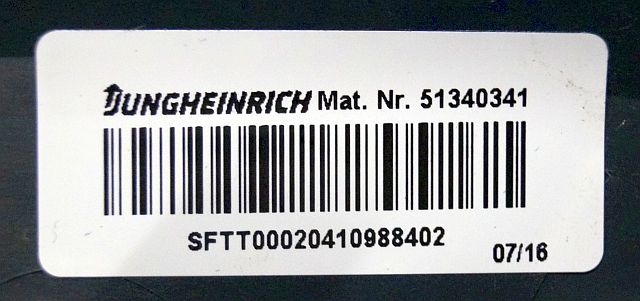 JUNGHEINRICH Mat. Nr. 51340341
SFTT00020410988402
07/16